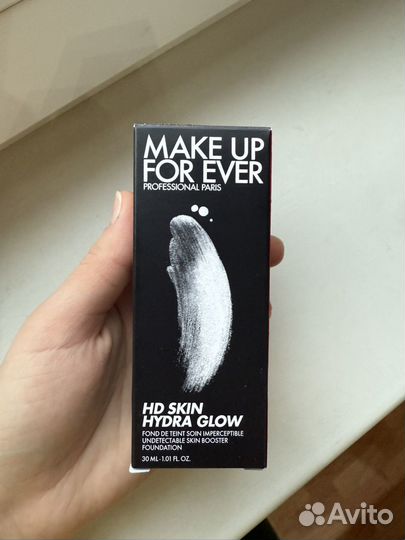 MAKE UP
FOR EVER
PROFESSIONAL PARIS
HD SKIN
HYDRA GLOW
FOND DE TEINT SOIN IMPERCEPTIBLE
UNDETECTABLE SKIN BOOSTER
FOUNDATION
30 ML - 1.01 FL. OZ.
Avito